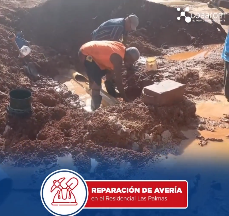 REPARACIÓN DE AVERÍA
en el Residencial Las Palmas